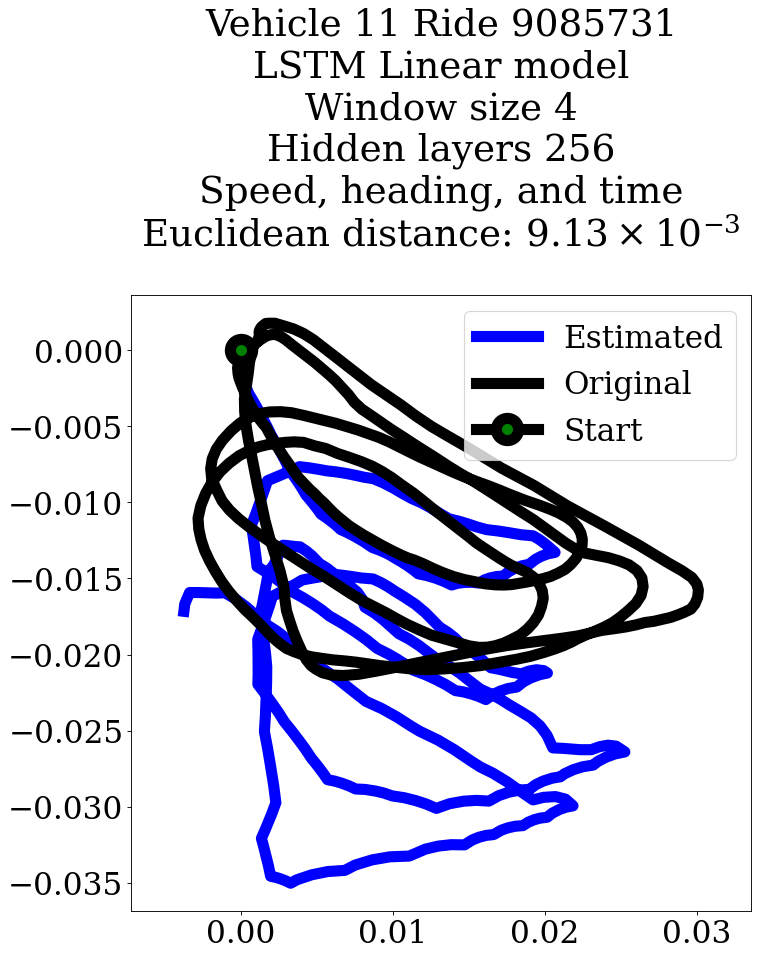 Vehicle 11 Ride 9085731
LSTM Linear model
Window size 4
Hidden layers 256
Speed, heading, and time
Euclidean distance: 9.13 × 10⁻³
Estimated
Original
Start
0.000
−0.005
−0.010
−0.015
−0.020
−0.025
−0.030
−0.035
0.00 0.01 0.02 0.03